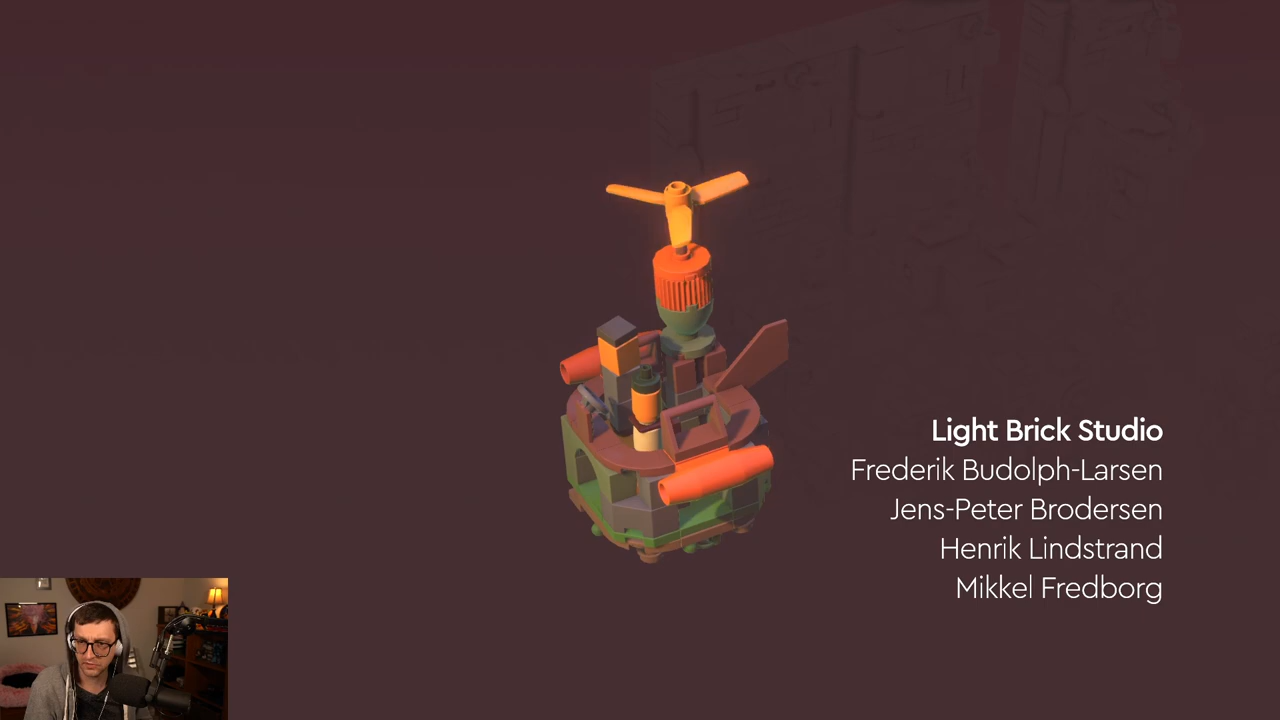 Light Brick Studio
Frederik Budolph-Larsen
Jens-Peter Brodersen
Henrik Lindstrand
Mikkel Fredborg